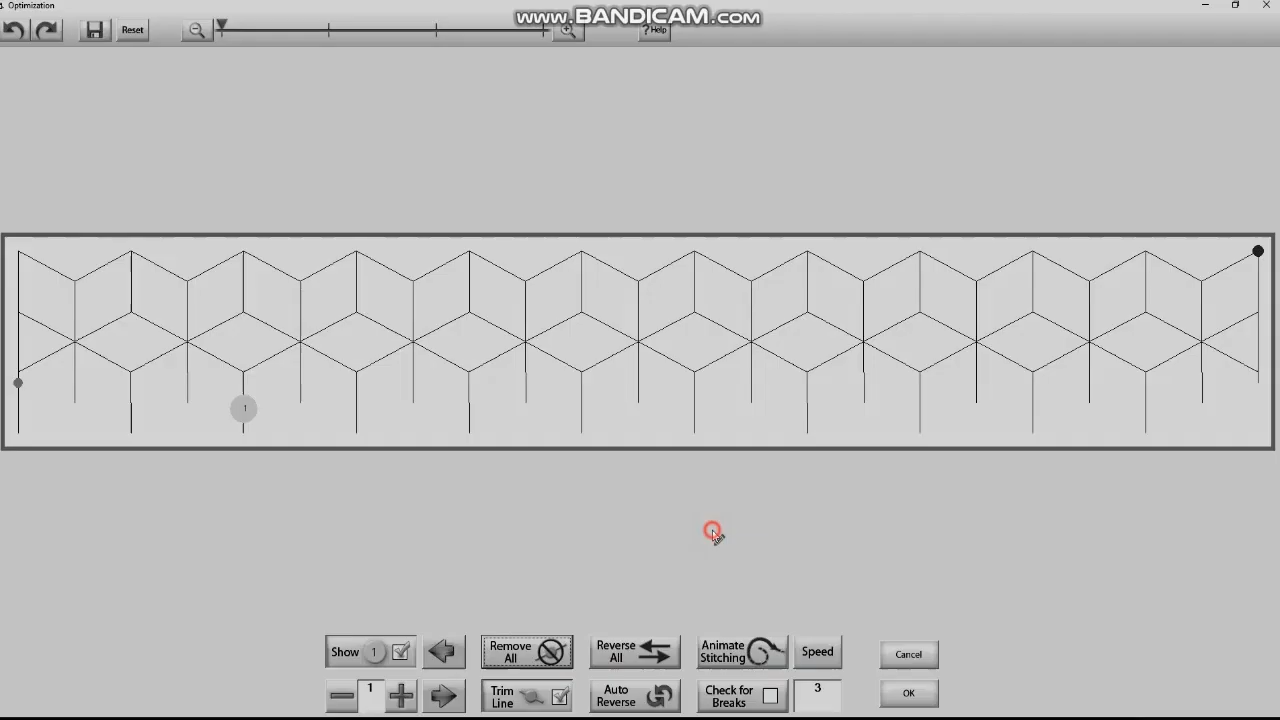 Optimization
www.BANDICAM.com
Reset
? Help
1
Show 1
Remove All
Reverse All
Animate Stitching
Speed
Cancel
1
Trim Line
Auto Reverse
Check for Breaks
3
OK